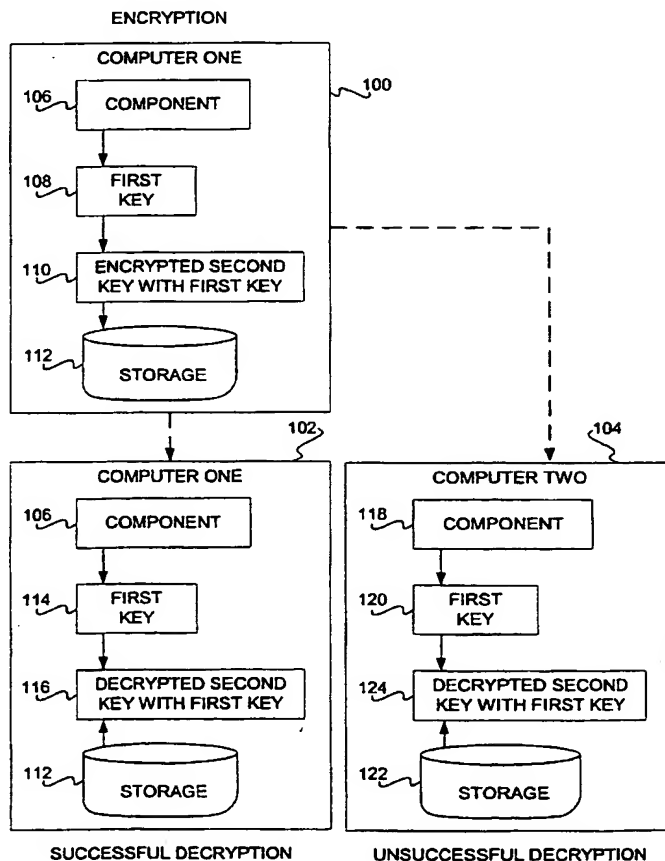 ENCRYPTION
COMPUTER ONE
100
106
COMPONENT
108
FIRST
KEY
110
ENCRYPTED SECOND
KEY WITH FIRST KEY
112
STORAGE
102
COMPUTER ONE
106
COMPONENT
114
FIRST
KEY
116
DECRYPTED SECOND
KEY WITH FIRST KEY
112
STORAGE
SUCCESSFUL DECRYPTION
104
COMPUTER TWO
118
COMPONENT
120
FIRST
KEY
124
DECRYPTED SECOND
KEY WITH FIRST KEY
122
STORAGE
UNSUCCESSFUL DECRYPTION